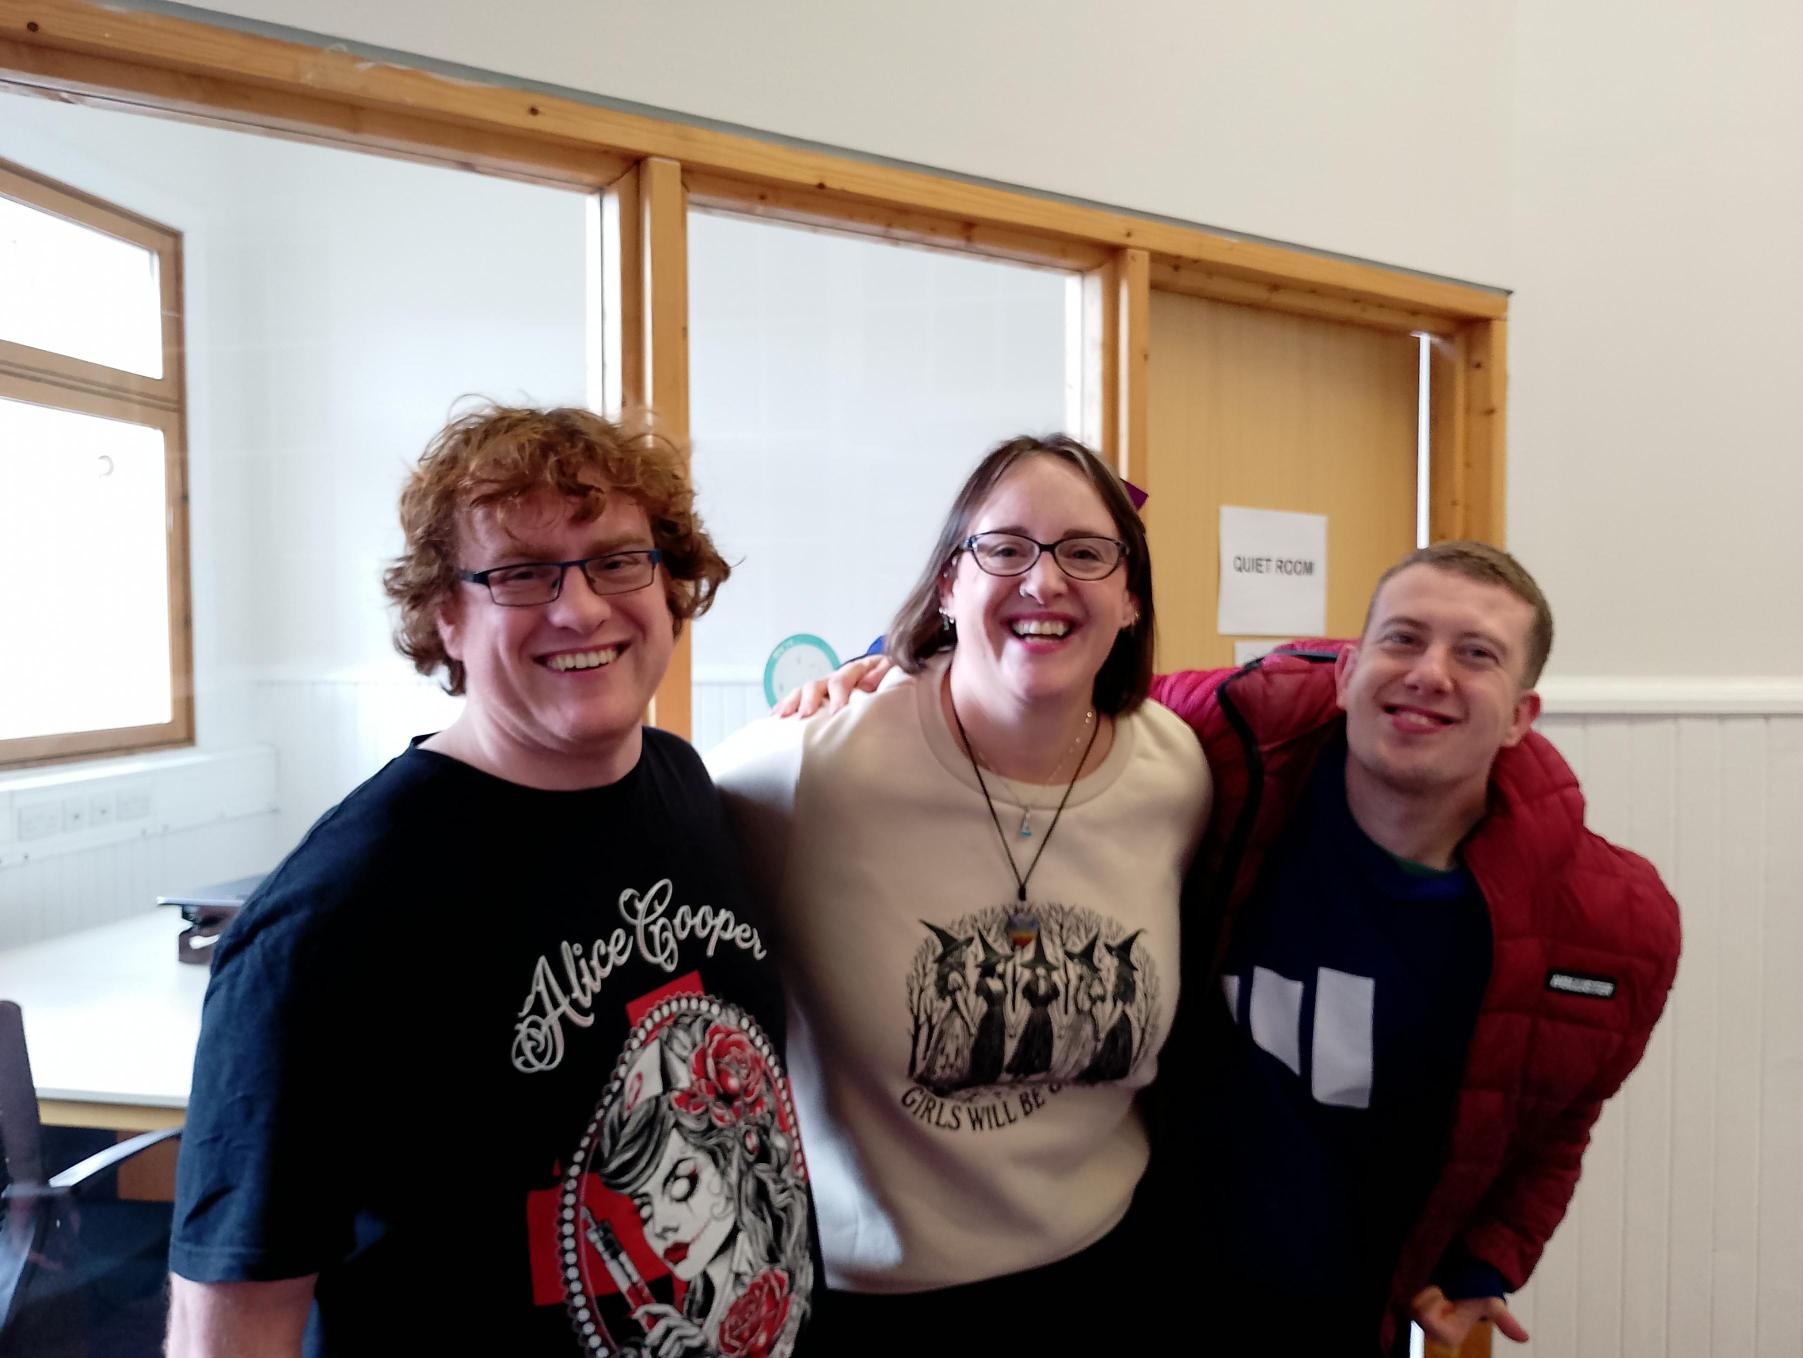 QUIET ROOM
Alice Cooper
GIRLS WILL BE
HOLLISTER